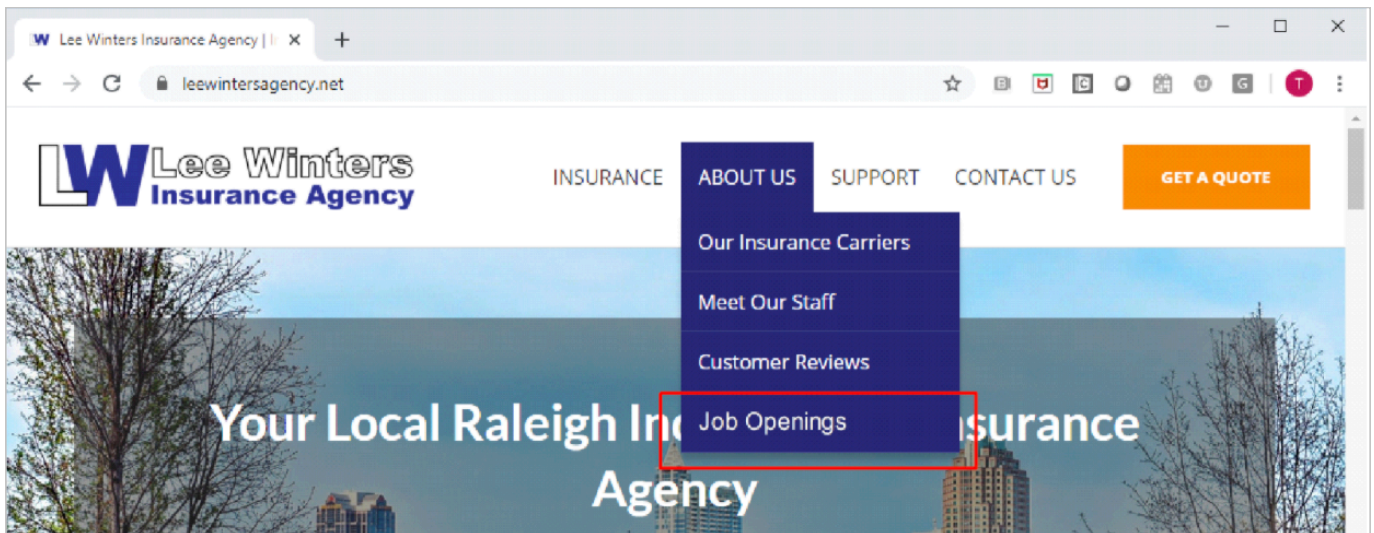 Lee Winters Insurance Agency |
leewintersagency.net
T
LW Lee Winters
Insurance Agency
INSURANCE ABOUT US SUPPORT CONTACT US GET A QUOTE
Our Insurance Carriers
Meet Our Staff
Customer Reviews
Job Openings
Your Local Raleigh In surance
Agency